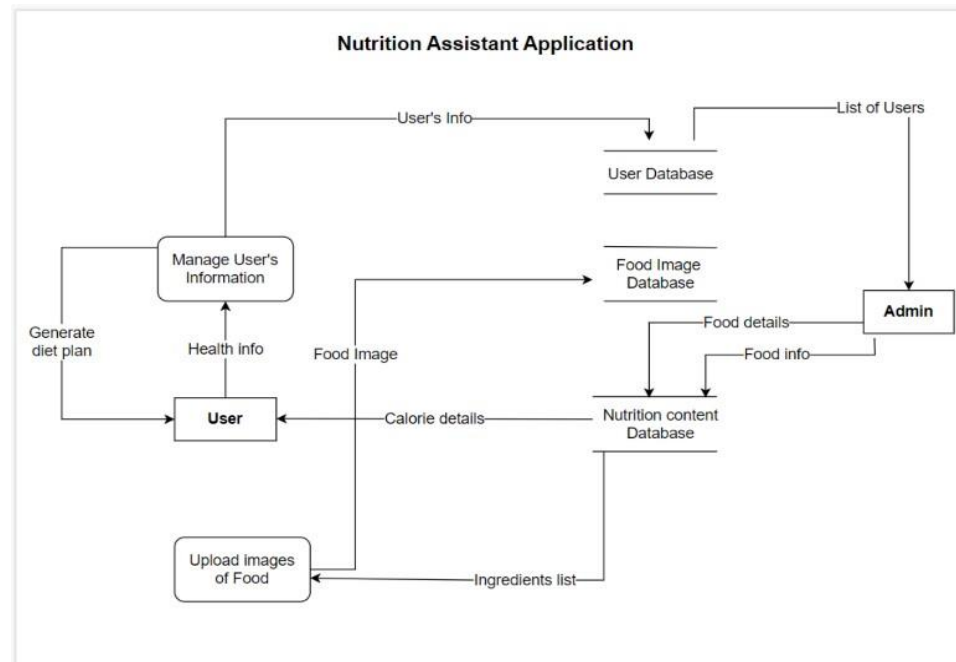 Nutrition Assistant Application
User's Info
List of Users
User Database
Manage User's
Information
Food Image
Database
Admin
Generate
diet plan
Health info
Food Image
Food details
Food info
User
Calorie details
Nutrition content
Database
Upload images
of Food
Ingredients list